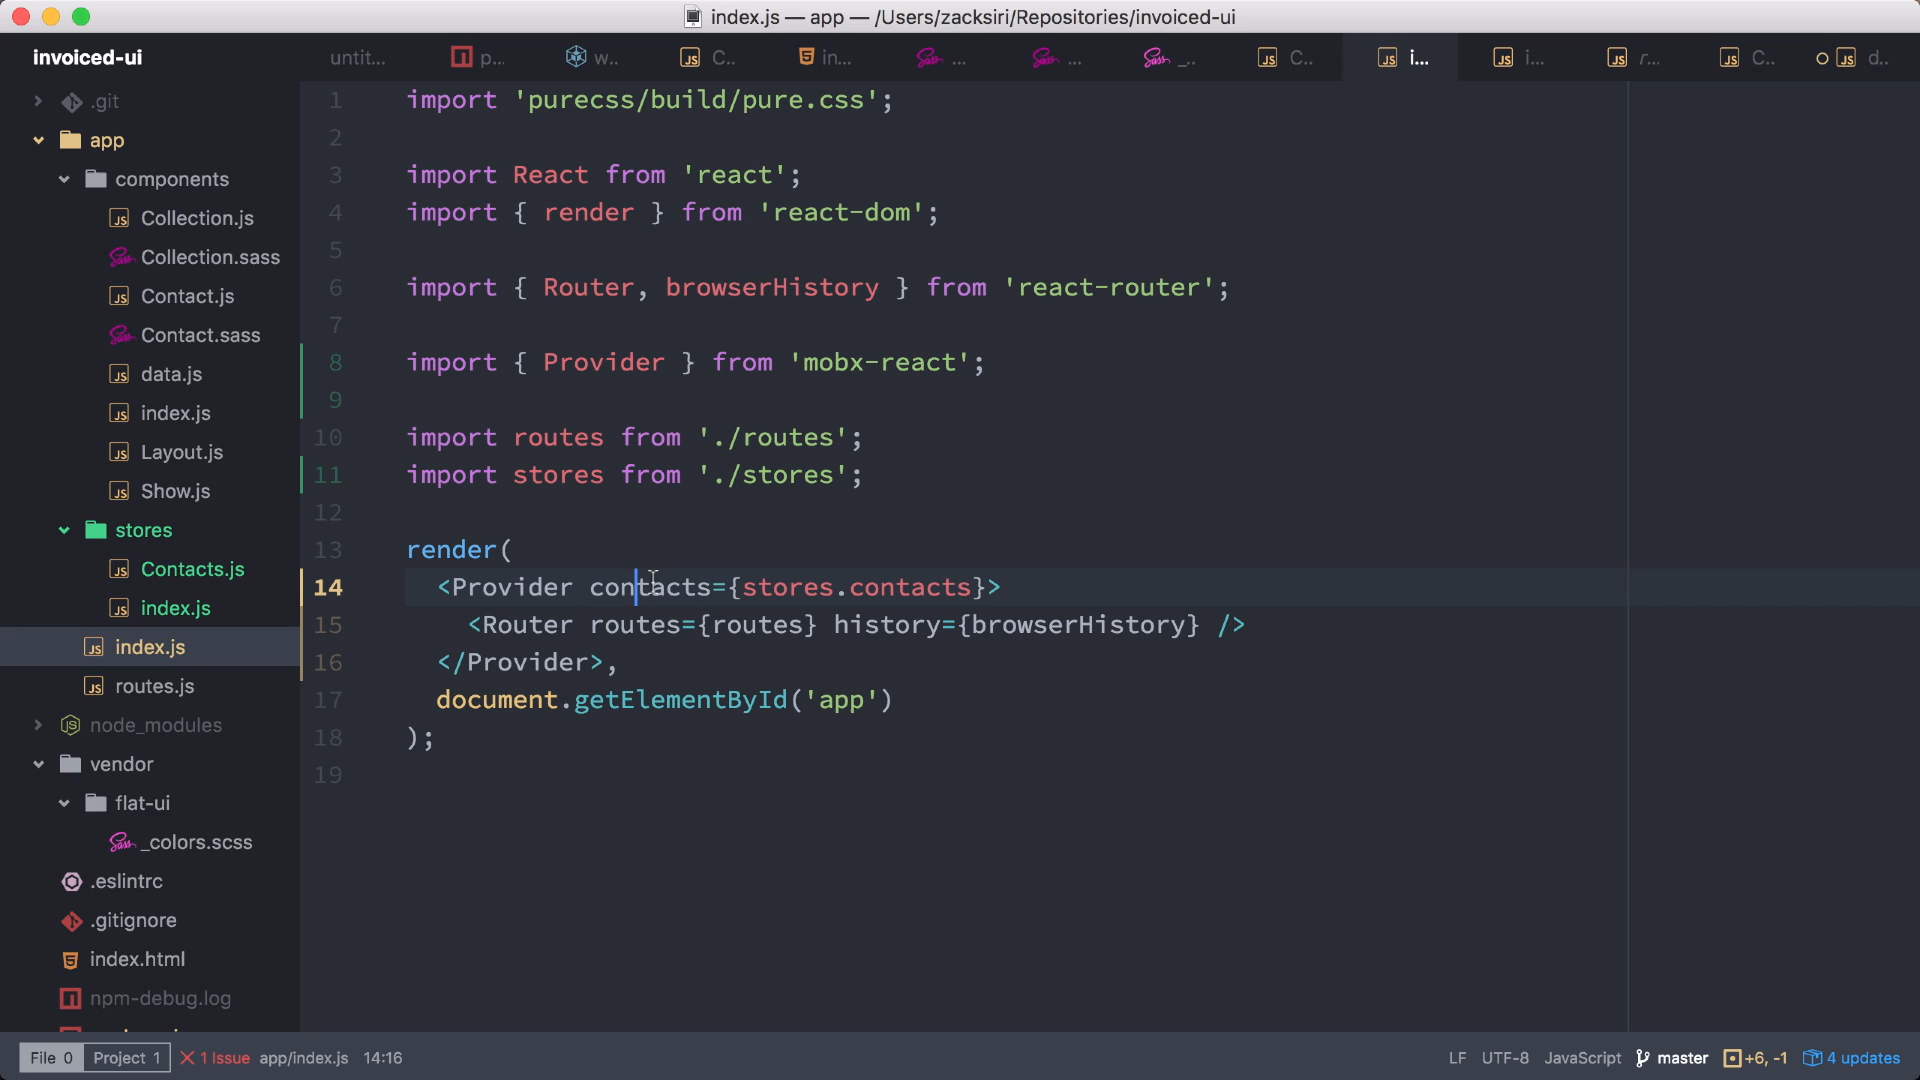 index.js — app — /Users/zacksiri/Repositories/invoiced-ui
invoiced-ui
untit... p... w... C.. in... ... ... _.. C.. i... i... r... C.. d..
.git
app
components
Collection.js
Collection.sass
Contact.js
Contact.sass
data.js
index.js
Layout.js
Show.js
stores
Contacts.js
index.js
index.js
routes.js
node_modules
vendor
flat-ui
_colors.scss
.eslintrc
.gitignore
index.html
npm-debug.log
1 import 'purecss/build/pure.css';
2
3 import React from 'react';
4 import { render } from 'react-dom';
5
6 import { Router, browserHistory } from 'react-router';
7
8 import { Provider } from 'mobx-react';
9
10 import routes from './routes';
11 import stores from './stores';
12
13 render(
14 <Provider contacts={stores.contacts}>
15 <Router routes={routes} history={browserHistory} />
16 </Provider>,
17 document.getElementById('app')
18 );
19
File 0 Project 1 1 Issue app/index.js 14:16 LF UTF-8 JavaScript master +6, -1 4 updates